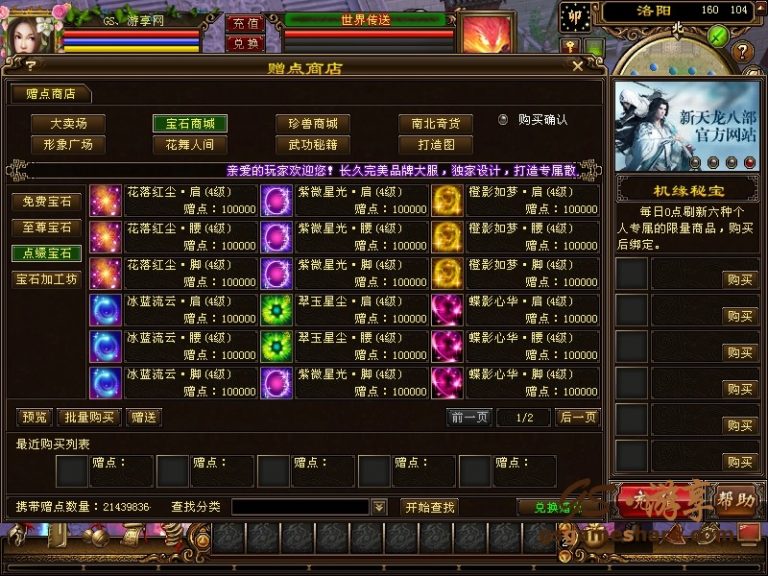 GS、游享网
充值
兑换
世界传送
洛阳 160 104
北
赠点商店
赠点商店
大卖场 宝石商城 珍兽商城 南北奇货 购买确认
形象广场 花舞人间 武功秘籍 打造图
亲爱的玩家欢迎您！长久完美品牌大服，独家设计，打造专属散
免费宝石
至尊宝石
点缀宝石
宝石加工坊
花落红尘·肩(4级) 紫微星光·肩(4级) 橙影如梦·肩(4级)
赠点：100000 赠点：100000 赠点：100000
花落红尘·腰(4级) 紫微星光·腰(4级) 橙影如梦·腰(4级)
赠点：100000 赠点：100000 赠点：100000
花落红尘·脚(4级) 紫微星光·脚(4级) 橙影如梦·脚(4级)
赠点：100000 赠点：100000 赠点：100000
冰蓝流云·肩(4级) 翠玉星尘·肩(4级) 蝶影心华·肩(4级)
赠点：100000 赠点：100000 赠点：100000
冰蓝流云·腰(4级) 翠玉星尘·腰(4级) 蝶影心华·腰(4级)
赠点：100000 赠点：100000 赠点：100000
冰蓝流云·脚(4级) 紫微星光·脚(4级) 蝶影心华·脚(4级)
赠点：100000 赠点：100000 赠点：100000
预览 批量购买 赠送 前一页 1/2 后一页
最近购买列表
赠点： 赠点： 赠点： 赠点： 赠点：
携带赠点数量：21439836 查找分类 开始查找 兑换
新天龙八部
官方网站
机缘秘宝
每日0点刷新六种个
人专属的限量商品，购买
后绑定。
购买
购买
购买
购买
购买
购买
充
帮助
GS 游享